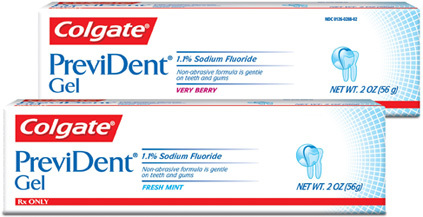 Colgate®
NDC 0126-0288-02
PreviDent®
Gel
1.1% Sodium Fluoride
Non-abrasive formula is gentle
on teeth and gums
VERY BERRY
NET WT. 2 OZ (56 g)
Colgate®
PreviDent®
Gel
1.1% Sodium Fluoride
Non-abrasive formula is gentle
on teeth and gums
FRESH MINT
NET WT. 2 OZ (56g)
Rx ONLY